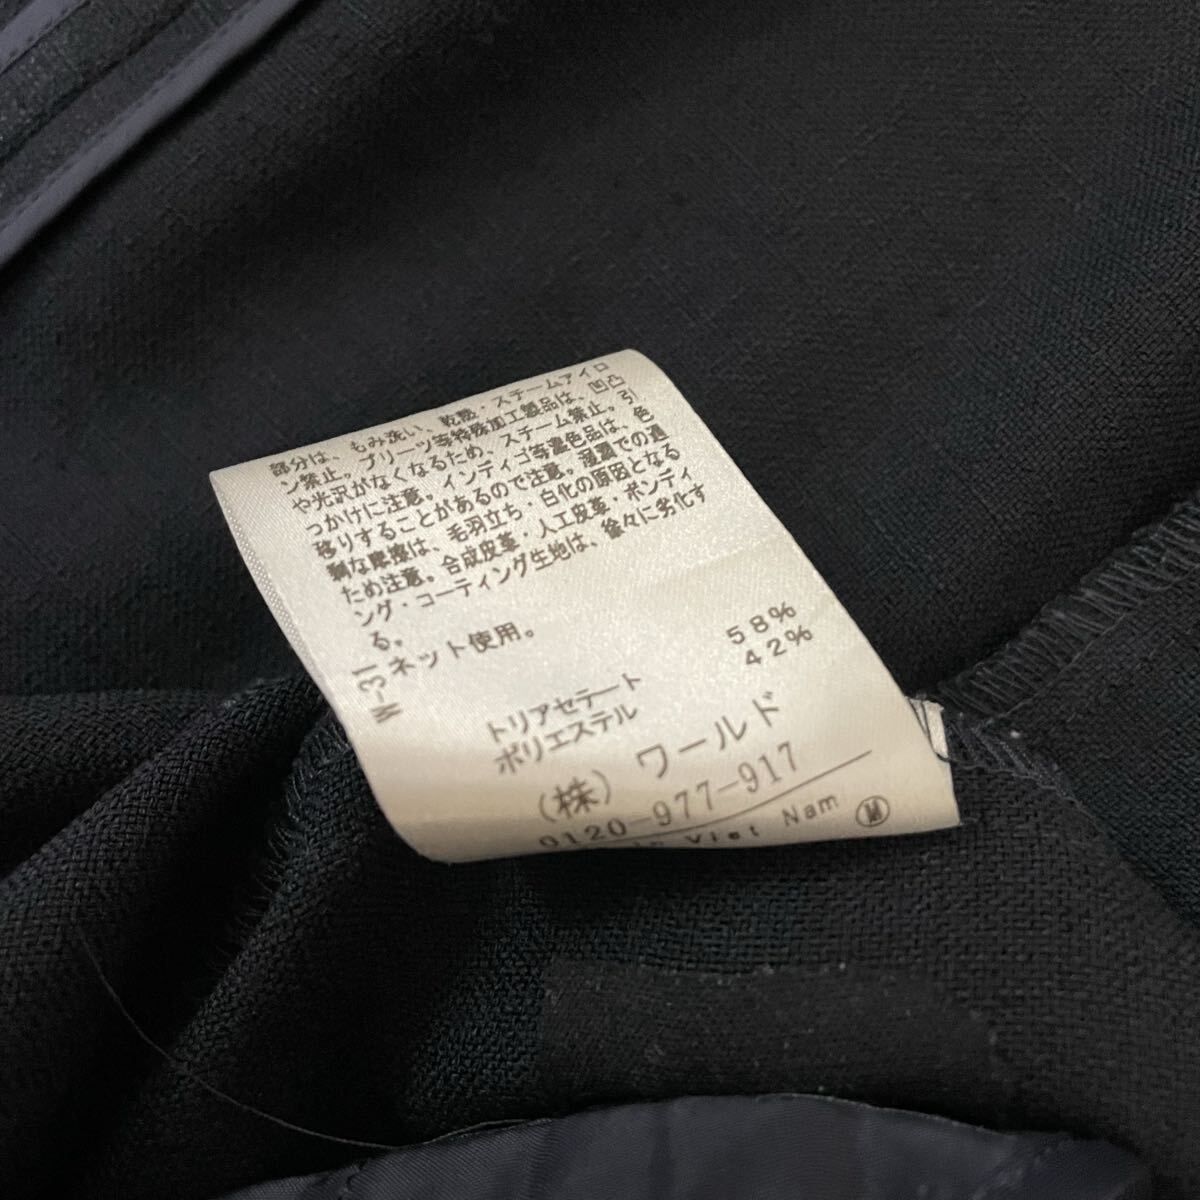 部分は、もみ洗い、乾燥・スチームアイロ
ン禁止。プリーツ等特殊加工製品は、凹凸
や光沢がなくなるため、スチーム禁止。引
っかけに注意。インディゴ等濃色品は、色
移りすることがあるので注意。湿潤での過
剰な摩擦は、毛羽立ち・白化の原因となる
ため注意。合成皮革・人工皮革・ボンディ
ング・コーティング生地は、徐々に劣化す
る。
W-31 ネット使用。
トリアセテート 58%
ポリエステル 42%
(株) ワールド
0120-977-917
in Viet Nam Ⓦ